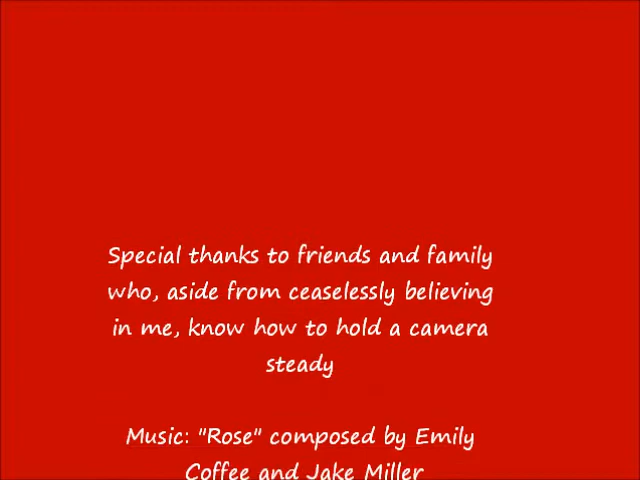 Special thanks to friends and family
who, aside from ceaselessly believing
in me, know how to hold a camera
steady
Music: "Rose" composed by Emily
Coffee and Jake Miller